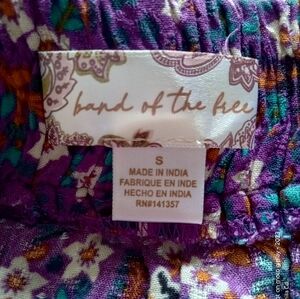 band of the free
S
MADE IN INDIA
FABRIQUE EN INDE
HECHO EN INDIA
RN#141357